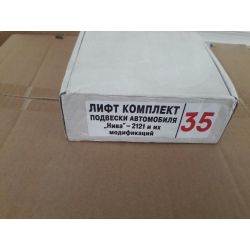 ЛИФТ КОМПЛЕКТ
ПОДВЕСКИ АВТОМОБИЛЯ
„Нива"- 2121 и их
модификаций
35